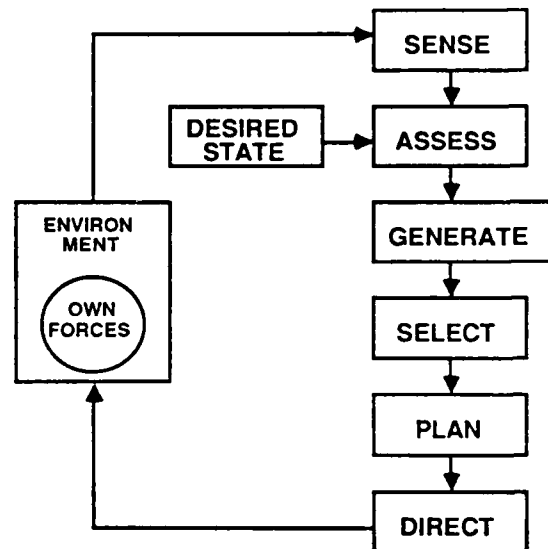 SENSE
DESIRED
STATE
ASSESS
ENVIRON
MENT
GENERATE
OWN
FORCES
SELECT
PLAN
DIRECT